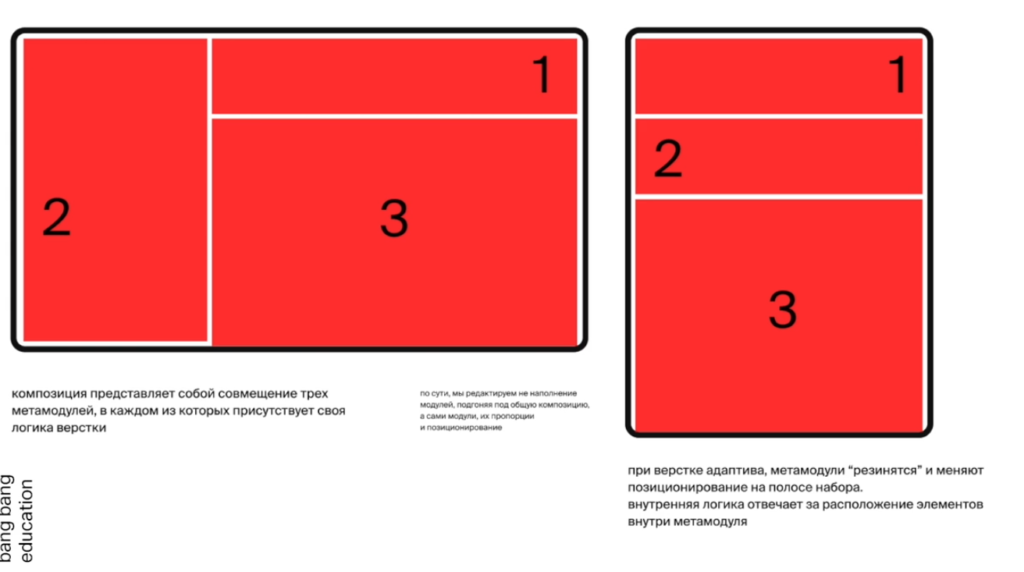 1
2
3
1
2
3
композиция представляет собой совмещение трех
метамодулей, в каждом из которых присутствует своя
логика верстки
по сути, мы редактируем не наполнение
модулей, подгоняя под общую композицию,
а сами модули, их пропорции
и позиционирование
при верстке адаптива, метамодули “резинятся” и меняют
позиционирование на полосе набора.
внутренняя логика отвечает за расположение элементов
внутри метамодуля
bang bang
education